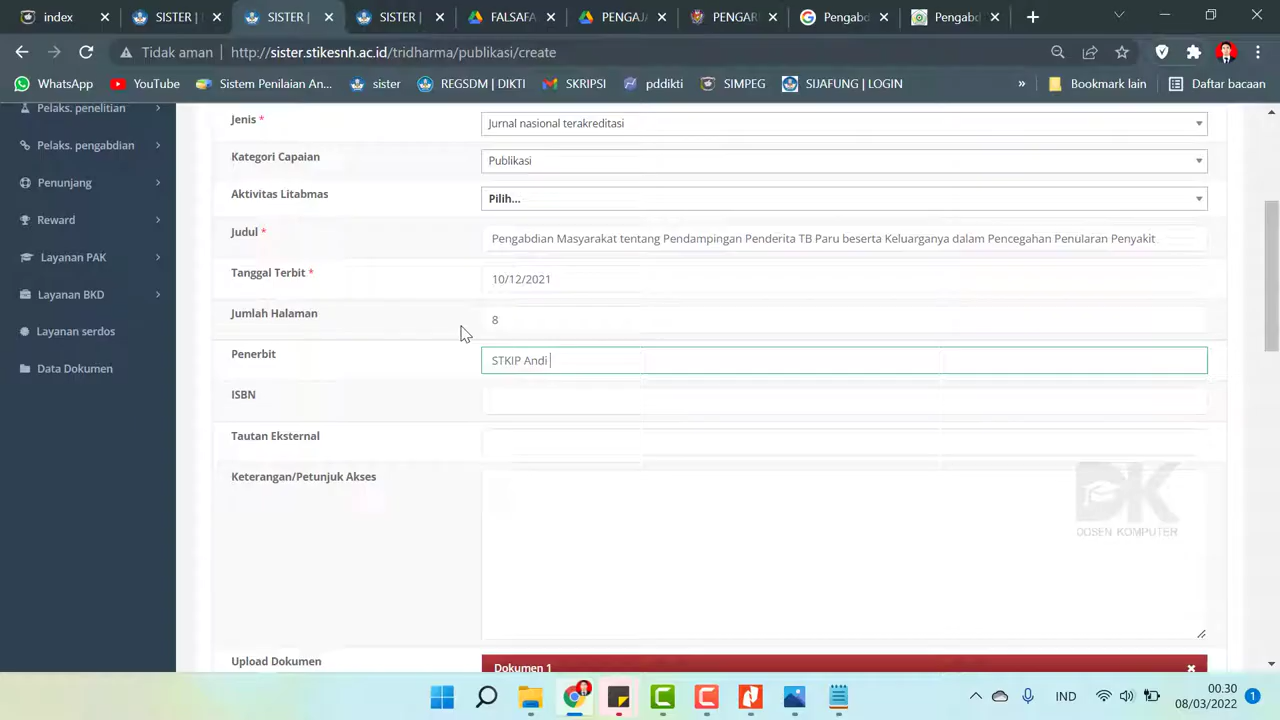 index
SISTER |
SISTER |
SISTER |
FALSAFA
PENGAJA
PENGAR
Pengabd
Pengabd
Tidak aman
http://sister.stikesnh.ac.id/tridharma/publikasi/create
WhatsApp
YouTube
Sistem Penilaian An...
sister
REGSDM | DIKTI
SKRIPSI
pddikti
SIMPEG
SIJAFUNG | LOGIN
»
Bookmark lain
Daftar bacaan
Pelaks. penelitian
Pelaks. pengabdian
Penunjang
Reward
Layanan PAK
Layanan BKD
Layanan serdos
Data Dokumen
Jenis *
Jurnal nasional terakreditasi
Kategori Capaian
Publikasi
Aktivitas Litabmas
Pilih...
Judul *
Pengabdian Masyarakat tentang Pendampingan Penderita TB Paru beserta Keluarganya dalam Pencegahan Penularan Penyakit
Tanggal Terbit *
10/12/2021
Jumlah Halaman
8
Penerbit
STKIP Andi
ISBN
Tautan Eksternal
Keterangan/Petunjuk Akses
DK
DOSEN KOMPUTER
Upload Dokumen
Dokumen 1
IND
00.30
08/03/2022
1